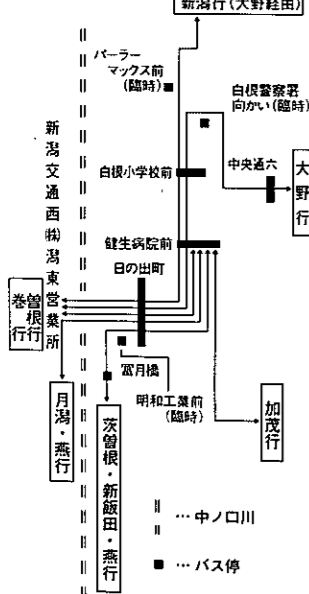 新潟行(大野経由)
パーラー
マックス前
(臨時)
白根警察署
向かい(臨時)
新潟交通西㈱潟東営業所
白根小学校前
中央通六
大野行
健生病院前
日の出町
曽根行
巻行
冨月橋
明和工業前
(臨時)
月潟・燕行
茨曽根・新飯田・燕行
加茂行
…中ノ口川
…バス停